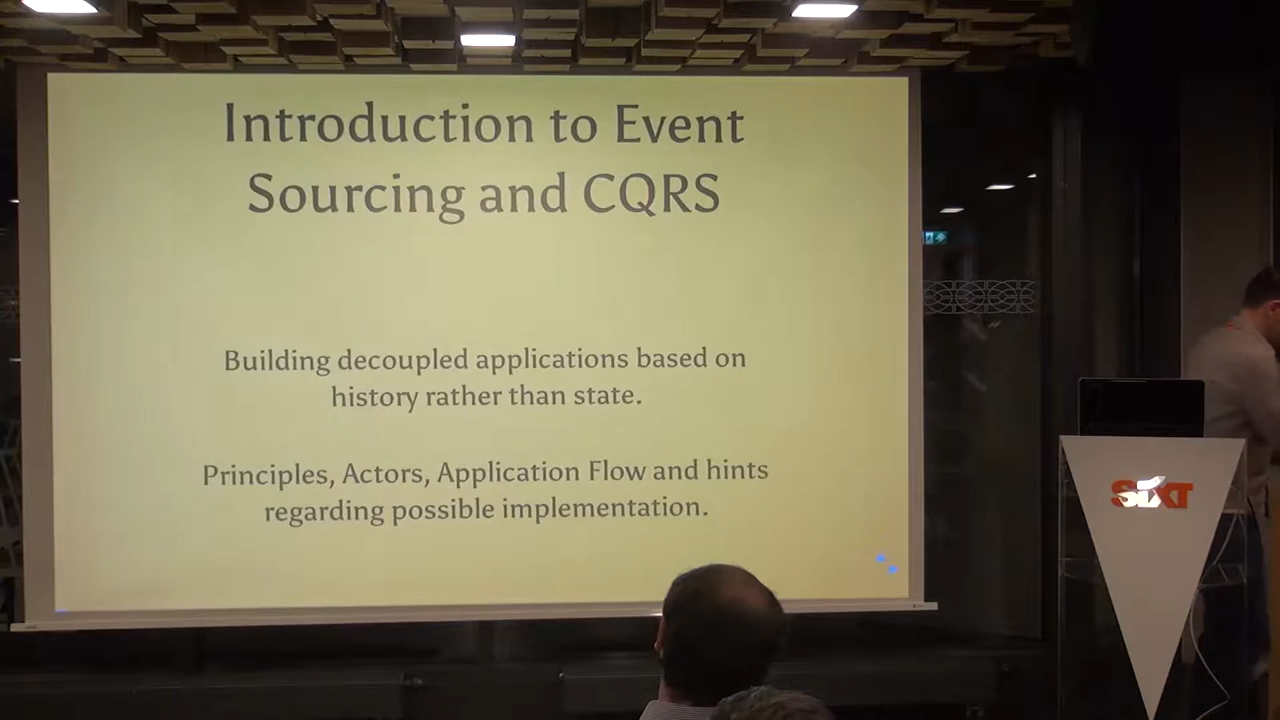 Introduction to Event
Sourcing and CQRS
Building decoupled applications based on
history rather than state.
Principles, Actors, Application Flow and hints
regarding possible implementation.
SIXT